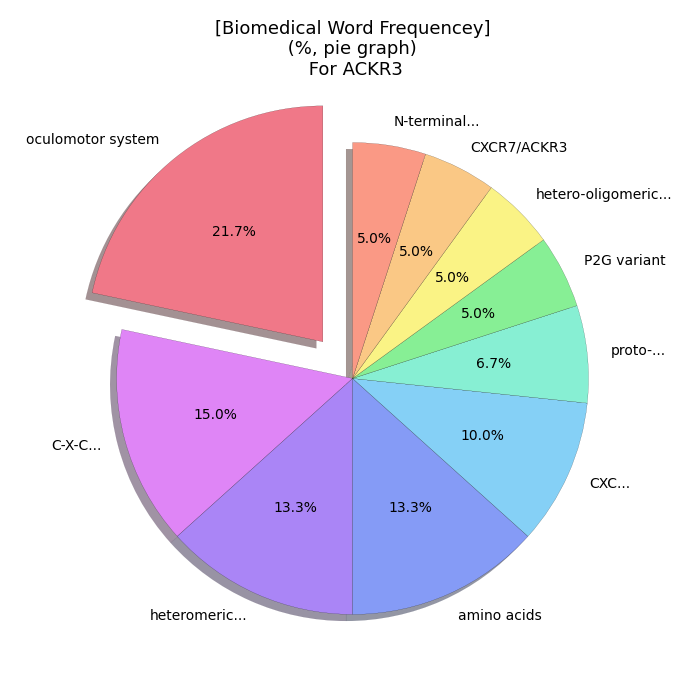 [Biomedical Word Frequencey]
(%, pie graph)
For ACKR3
N-terminal...
oculomotor system
CXCR7/ACKR3
hetero-oligomeric...
21.7%
5.0%
5.0%
P2G variant
5.0%
5.0%
proto-...
6.7%
15.0%
10.0%
C-X-C...
CXC...
13.3%
13.3%
heteromeric...
amino acids